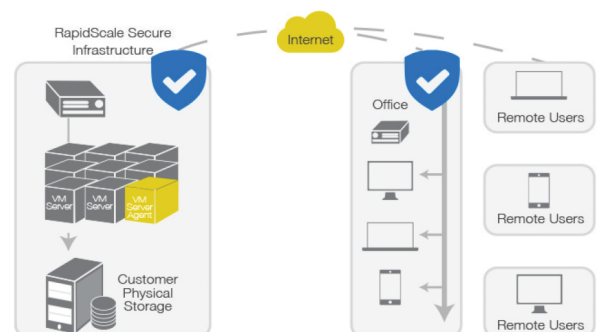 RapidScale Secure
Infrastructure
Internet
Office
Remote Users
VM
Server
VM
Server
VM
Server
Agent
Remote Users
Customer
Physical
Storage
Remote Users